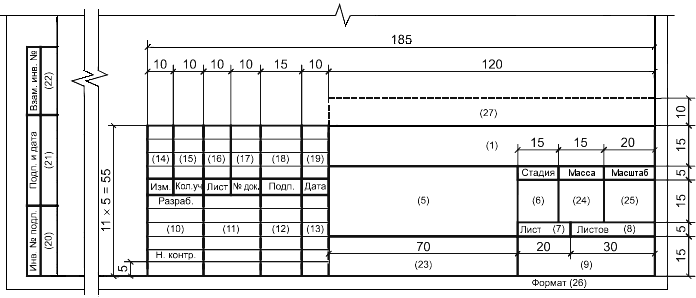 185
10 10 10 10 15 10 120
(27)
10
(1)
15
15 15 20
(14) (15) (16) (17) (18) (19)
Стадия Масса Масштаб
5
Изм. Кол.уч Лист № док. Подп. Дата
Разраб.
(5)
(6) (24) (25)
15
(10) (11) (12) (13)
Лист (7) Листов (8)
5
70 20 30
Н. контр.
(23) (9)
15
5
11 × 5 = 55
Формат (26)
Взам. инв. №
(22)
Подп. и дата
(21)
Инв. № подл.
(20)